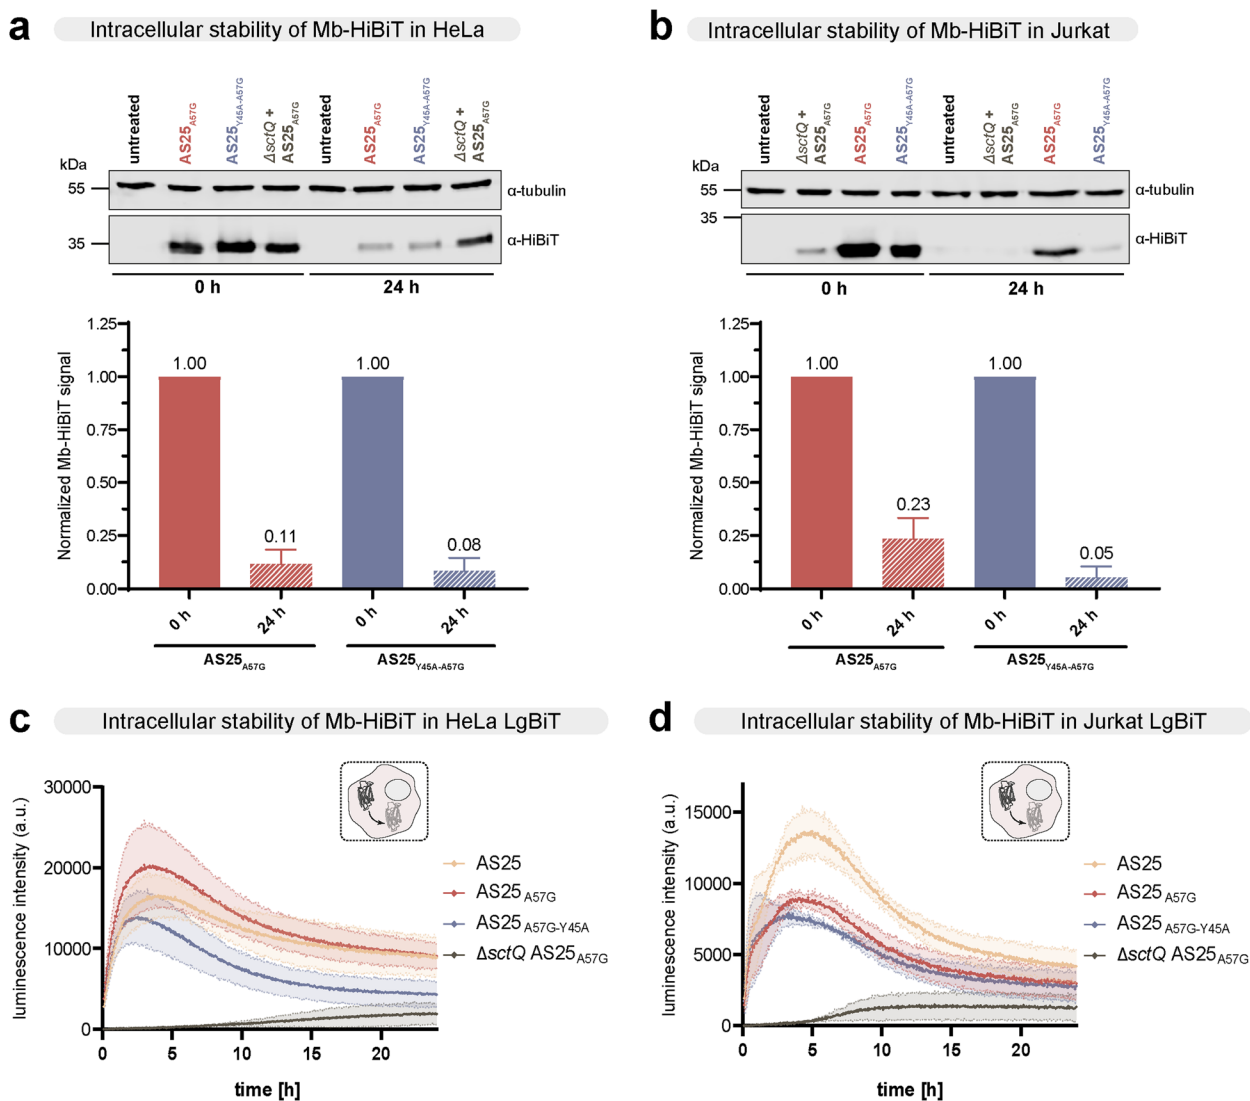 a
Intracellular stability of Mb-HiBiT in HeLa
untreated
AS25A57G
AS25Y45A-A57G
ΔsctQ +
AS25A57G
untreated
AS25A57G
AS25Y45A-A57G
ΔsctQ +
AS25A57G
kDa
55
α-tubulin
35
α-HiBiT
0 h
24 h
Normalized Mb-HiBiT signal
1.25
1.00
0.75
0.50
0.25
0.00
1.00
0.11
1.00
0.08
0 h
24 h
0 h
24 h
AS25A57G
AS25Y45A-A57G
b
Intracellular stability of Mb-HiBiT in Jurkat
untreated
ΔsctQ +
AS25A57G
AS25A57G
AS25Y45A-A57G
untreated
ΔsctQ +
AS25A57G
AS25A57G
AS25Y45A-A57G
kDa
55
α-tubulin
35
α-HiBiT
0 h
24 h
Normalized Mb-HiBiT signal
1.25
1.00
0.75
0.50
0.25
0.00
1.00
0.23
1.00
0.05
0 h
24 h
0 h
24 h
AS25A57G
AS25Y45A-A57G
c
Intracellular stability of Mb-HiBiT in HeLa LgBiT
luminescence intensity (a.u.)
30000
20000
10000
0
0 5 10 15 20
time [h]
AS25
AS25 A57G
AS25 A57G-Y45A
ΔsctQ AS25A57G
d
Intracellular stability of Mb-HiBiT in Jurkat LgBiT
luminescence intensity (a.u.)
15000
10000
5000
0
0 5 10 15 20
time [h]
AS25
AS25 A57G
AS25 A57G-Y45A
ΔsctQ AS25A57G